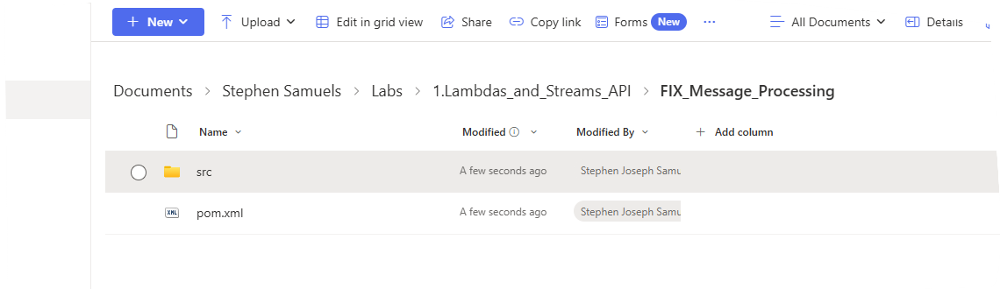 New Upload Edit in grid view Share Copy link Forms New ... All Documents Details
Documents > Stephen Samuels > Labs > 1.Lambdas_and_Streams_API > FIX_Message_Processing
Name Modified Modified By + Add column
src A few seconds ago Stephen Joseph Samu
XML pom.xml A few seconds ago Stephen Joseph Samu